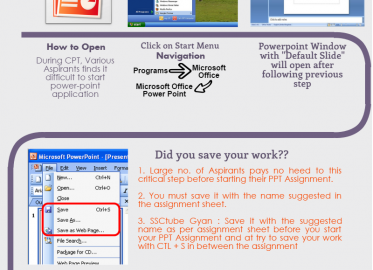 How to Open
During CPT, Various
Aspirants finds it
difficult to start
power-point
application
Click on Start Menu
Navigation
Programs
Microsoft
Office
Microsoft Office
Power Point
Powerpoint Window
with "Default Slide"
will open after
following previous
step
Microsoft PowerPoint - [Presen
File Edit View Insert Format
New... Ctrl+N
Open... Ctrl+O
Close
Save Ctrl+S
Save As...
Save as Web Page...
File Search...
Package for CD...
Web Page Preview
Did you save your work??
1. Large no. of Aspirants pays no heed to this
critical step before starting their PPT Assignment.
2. You must save it with the name suggested in
the assignment sheet.
3. SSCtube Gyan : Save it with the suggested
name as per assignment sheet before you start
your PPT Assignment and at try to save your work
with CTL + S in between the assignment